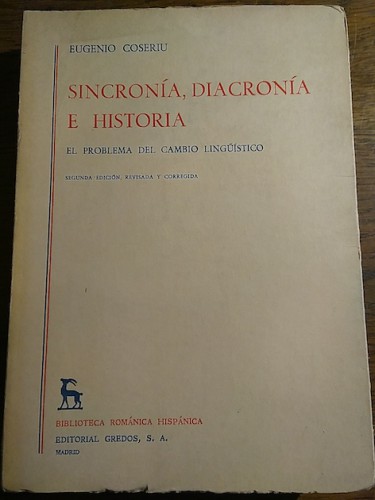 EUGENIO COSERIU
SINCRONÍA, DIACRONÍA
E HISTORIA
EL PROBLEMA DEL CAMBIO LINGÜÍSTICO
SEGUNDA EDICIÓN, REVISADA Y CORREGIDA
BIBLIOTECA ROMÁNICA HISPÁNICA
EDITORIAL GREDOS, S. A.
MADRID